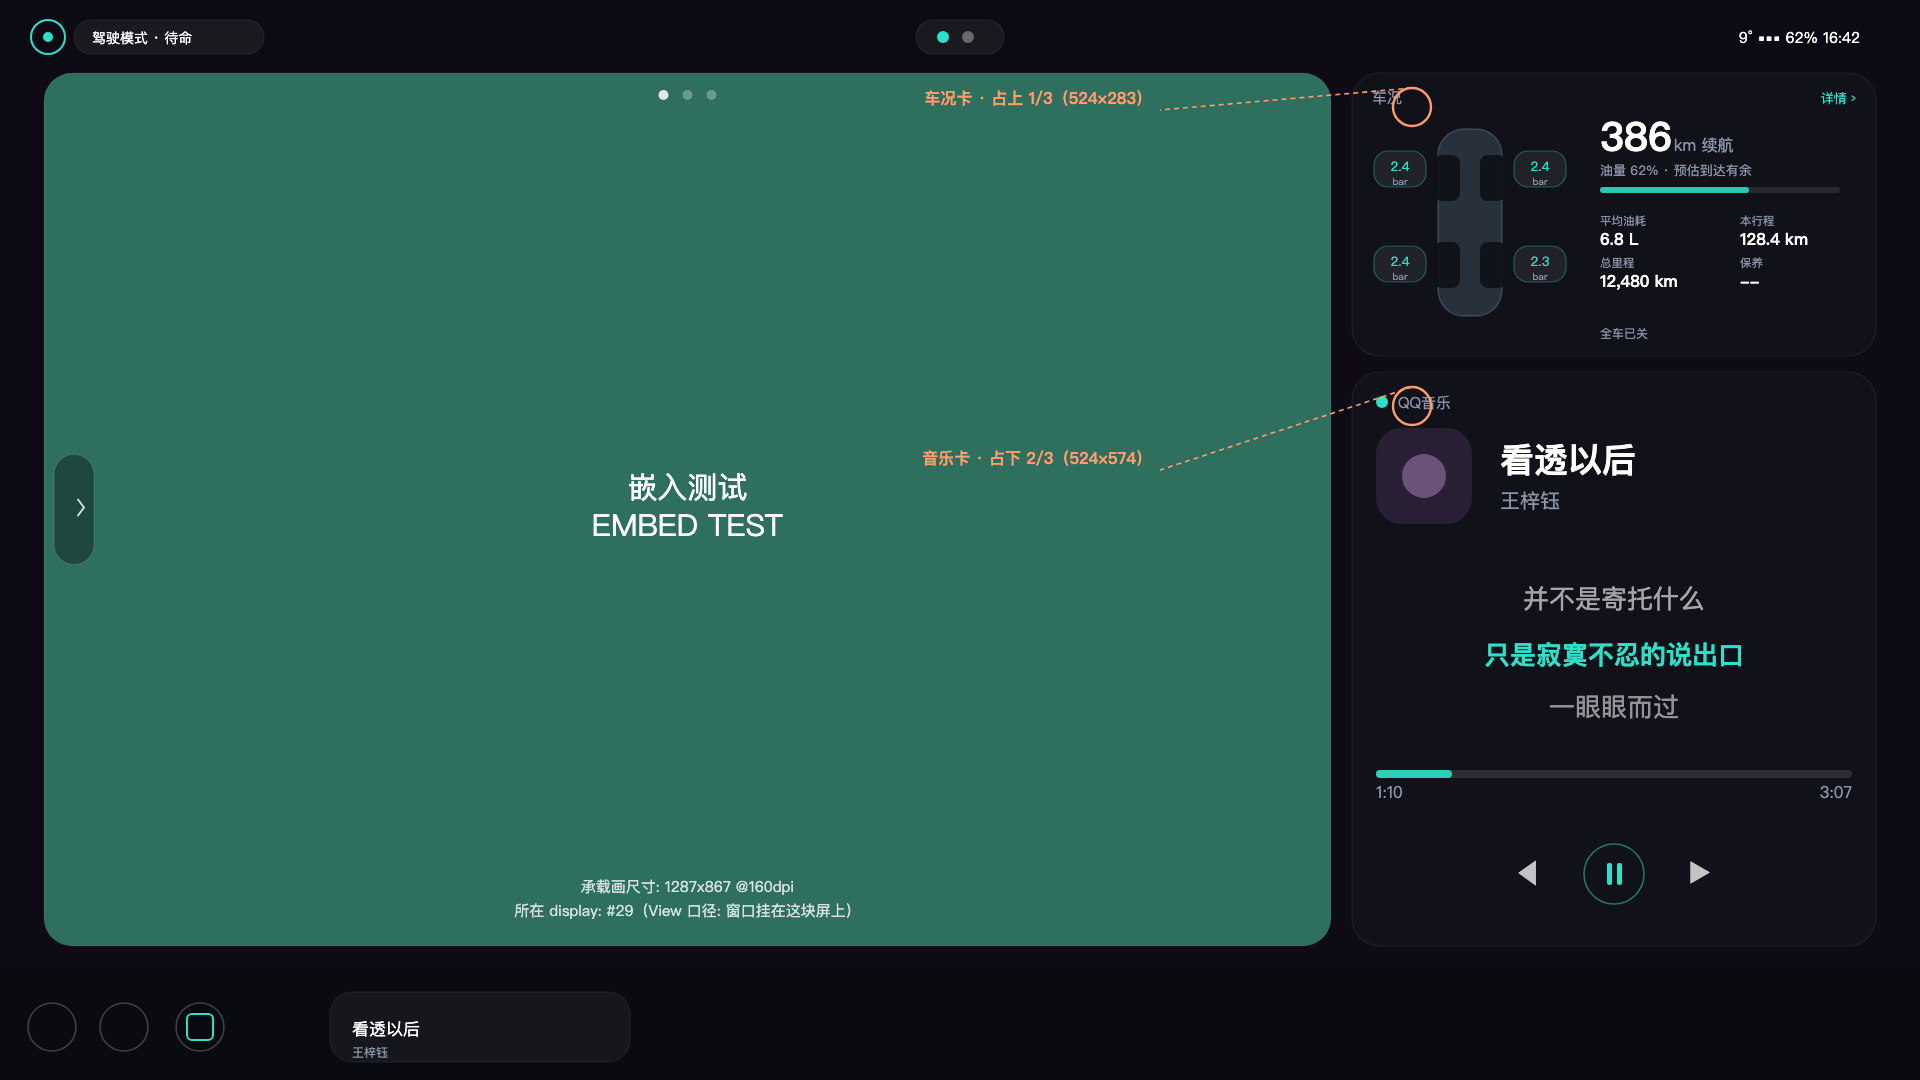 驾驶模式 · 待命
9° 62% 16:42
车况卡 · 占上 1/3（524×283）
车况
详情 ›
386 km 续航
油量 62% · 预估到达有余
2.4 bar
2.4 bar
2.4 bar
2.3 bar
平均油耗
6.8 L
本行程
128.4 km
总里程
12,480 km
保养
--
全车已关
音乐卡 · 占下 2/3（524×574）
QQ音乐
看透以后
王梓钰
嵌入测试
EMBED TEST
并不是寄托什么
只是寂寞不忍的说出口
一眼眼而过
1:10
3:07
承载画尺寸: 1287x867 @160dpi
所在 display: #29（View 口径: 窗口挂在这块屏上）
看透以后
王梓钰